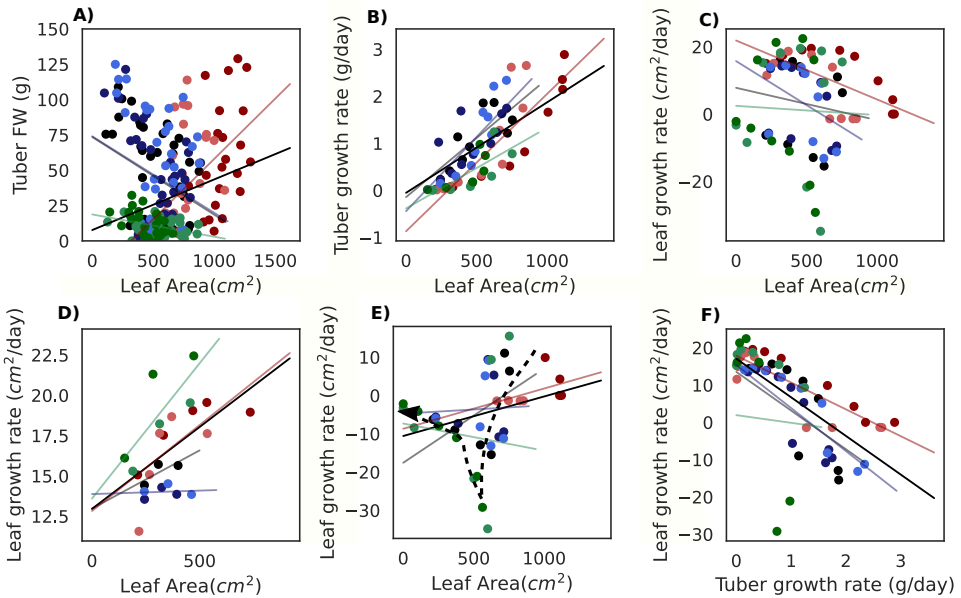 A)
Tuber FW (g)
150
125
100
75
50
25
0
0 500 1000 1500
Leaf Area(cm²)
B)
Tuber growth rate (g/day)
3
2
1
0
−1
0 500 1000
Leaf Area(cm²)
C)
Leaf growth rate (cm²/day)
20
0
−20
0 500 1000
Leaf Area(cm²)
D)
Leaf growth rate (cm²/day)
22.5
20.0
17.5
15.0
12.5
0 500
Leaf Area(cm²)
E)
Leaf growth rate (cm²/day)
10
0
−10
−20
−30
0 500 1000
Leaf Area(cm²)
F)
Leaf growth rate (cm²/day)
20
10
0
−10
−20
−30
0 1 2 3
Tuber growth rate (g/day)